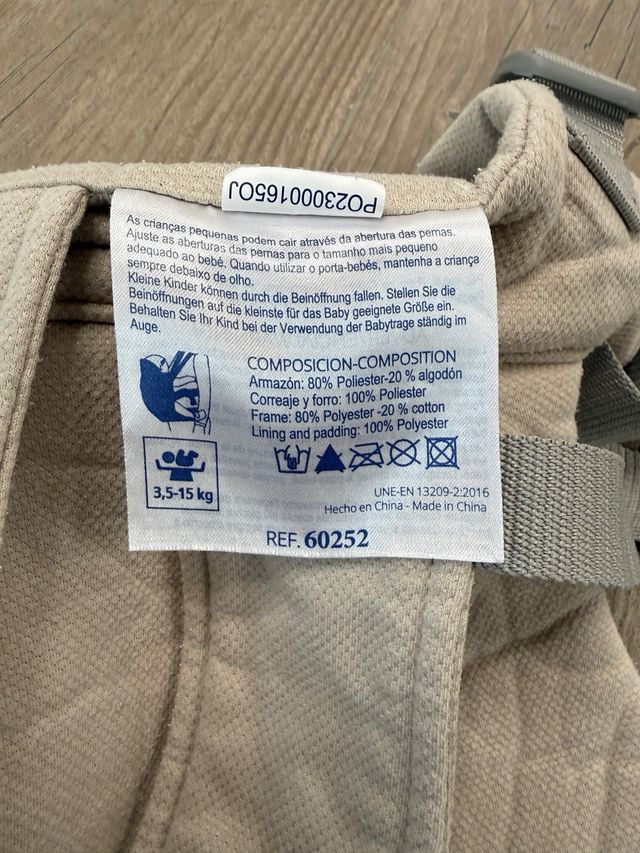 PO23000165OJ
As crianças pequenas podem cair através da abertura das pernas.
Ajuste as aberturas das pernas para o tamanho mais pequeno
adequado ao bebé. Quando utilizar o porta-bebés, mantenha a criança
sempre debaixo de olho.
Kleine Kinder können durch die Beinöffnung fallen. Stellen Sie die
Beinöffnungen auf die kleinste für das Baby geeignete Größe ein.
Behalten Sie Ihr Kind bei der Verwendung der Babytrage ständig im
Auge.
COMPOSICION-COMPOSITION
Armazón: 80% Poliester-20 % algodón
Correaje y forro: 100% Poliester
Frame: 80% Polyester-20 % cotton
Lining and padding: 100% Polyester
3,5-15 kg
UNE-EN 13209-2:2016
Hecho en China - Made in China
REF. 60252